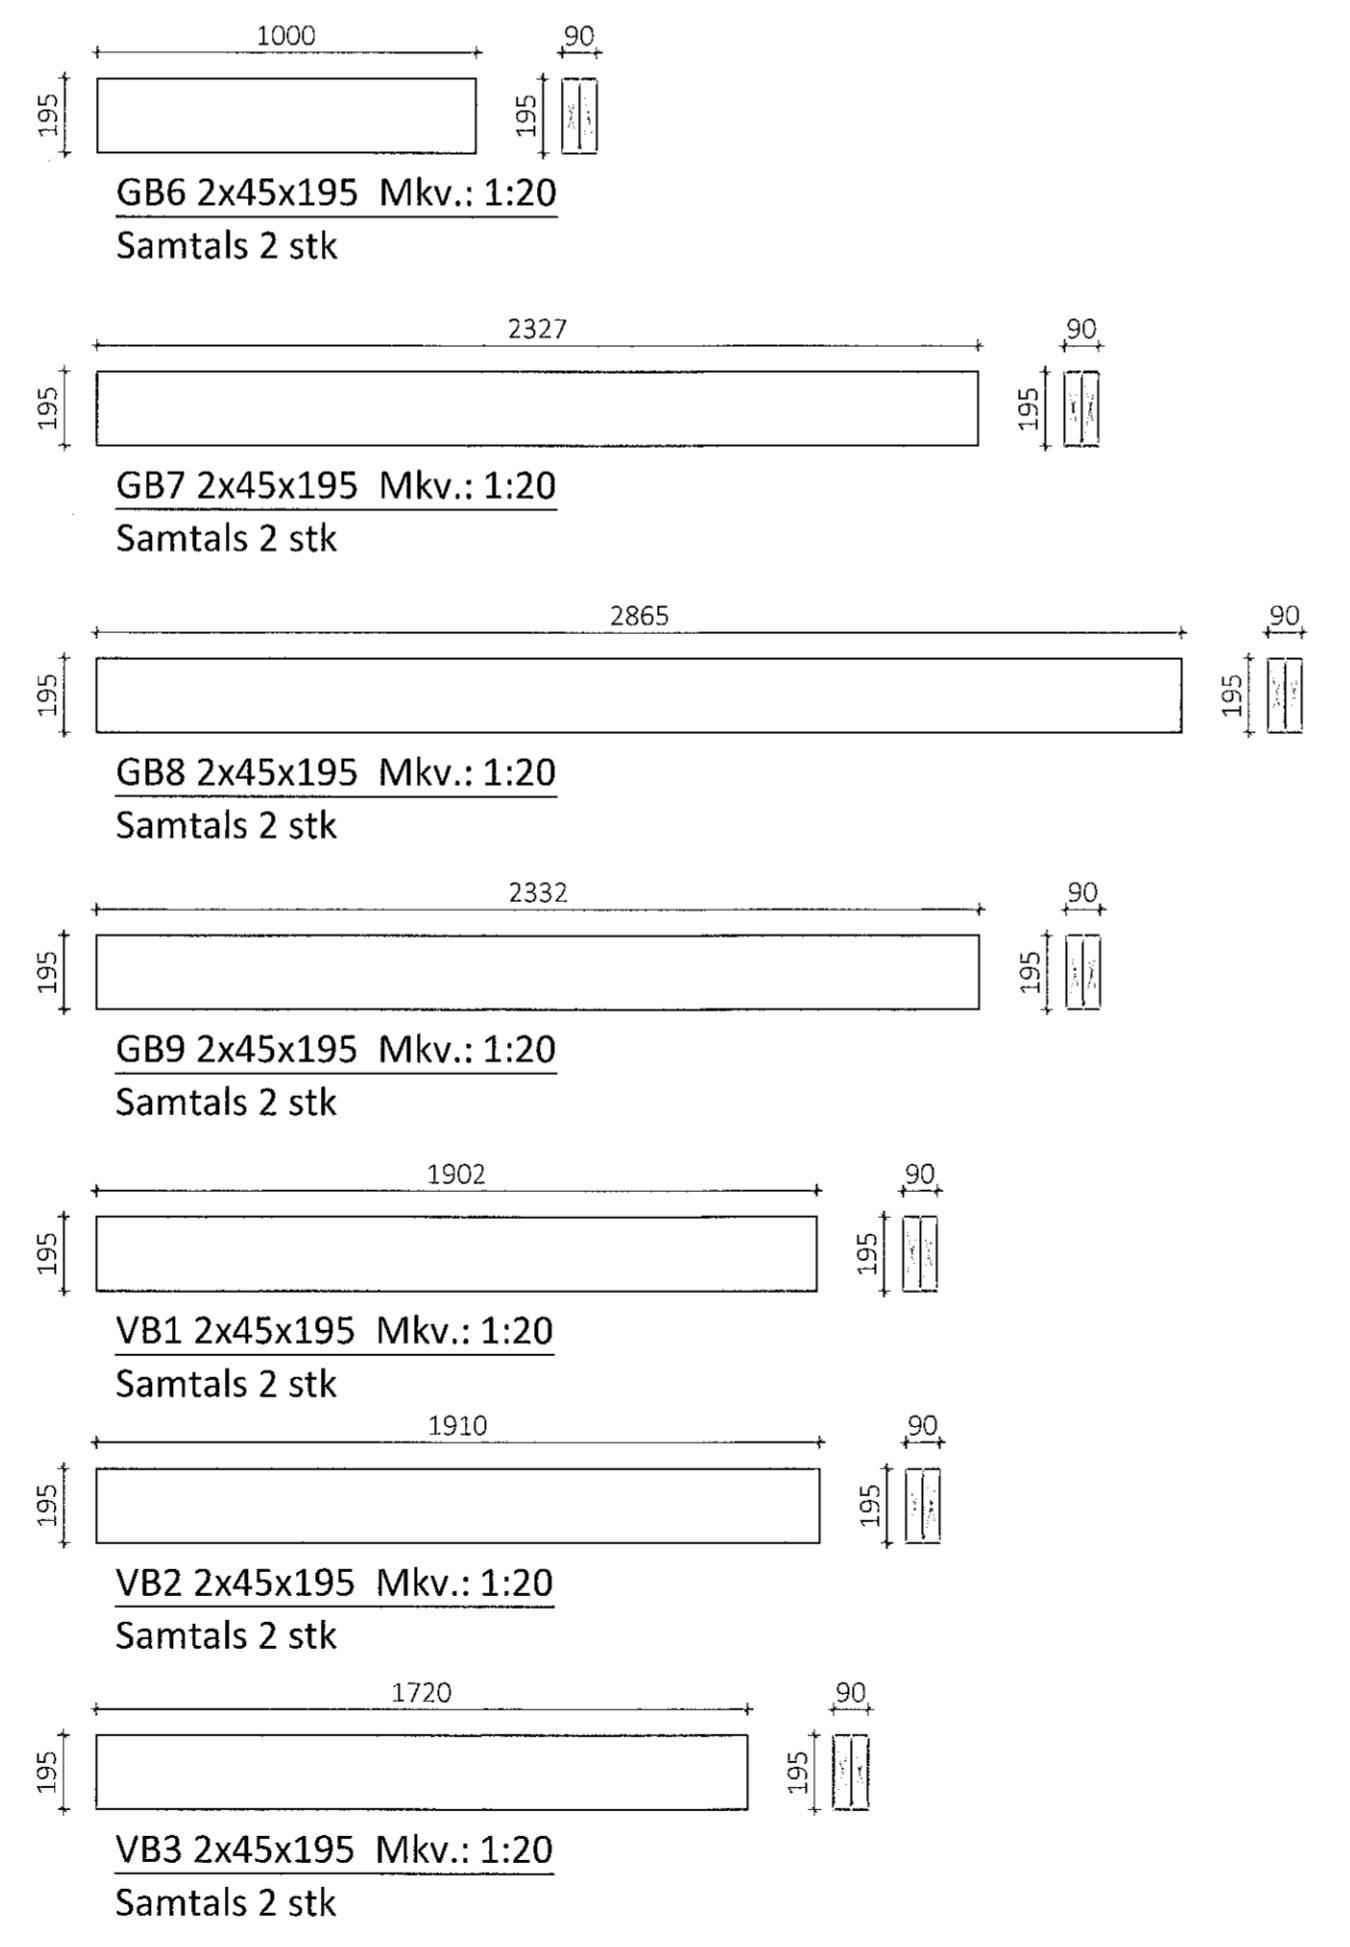 1000
90
195
195
GB6 2x45x195 Mkv.: 1:20
Samtals 2 stk
2327
90
195
195
GB7 2x45x195 Mkv.: 1:20
Samtals 2 stk
2865
90
195
195
GB8 2x45x195 Mkv.: 1:20
Samtals 2 stk
2332
90
195
195
GB9 2x45x195 Mkv.: 1:20
Samtals 2 stk
1902
90
195
195
VB1 2x45x195 Mkv.: 1:20
Samtals 2 stk
1910
90
195
195
VB2 2x45x195 Mkv.: 1:20
Samtals 2 stk
1720
90
195
195
VB3 2x45x195 Mkv.: 1:20
Samtals 2 stk